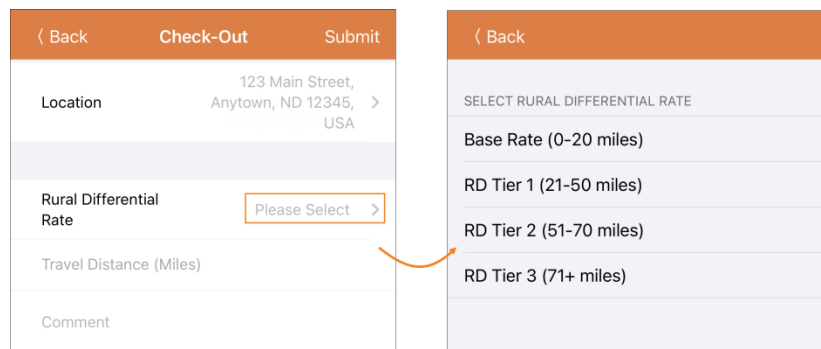 〈 Back Check-Out Submit
Location
123 Main Street,
Anytown, ND 12345,
USA
Rural Differential
Rate
Please Select
Travel Distance (Miles)
Comment
〈 Back
SELECT RURAL DIFFERENTIAL RATE
Base Rate (0-20 miles)
RD Tier 1 (21-50 miles)
RD Tier 2 (51-70 miles)
RD Tier 3 (71+ miles)